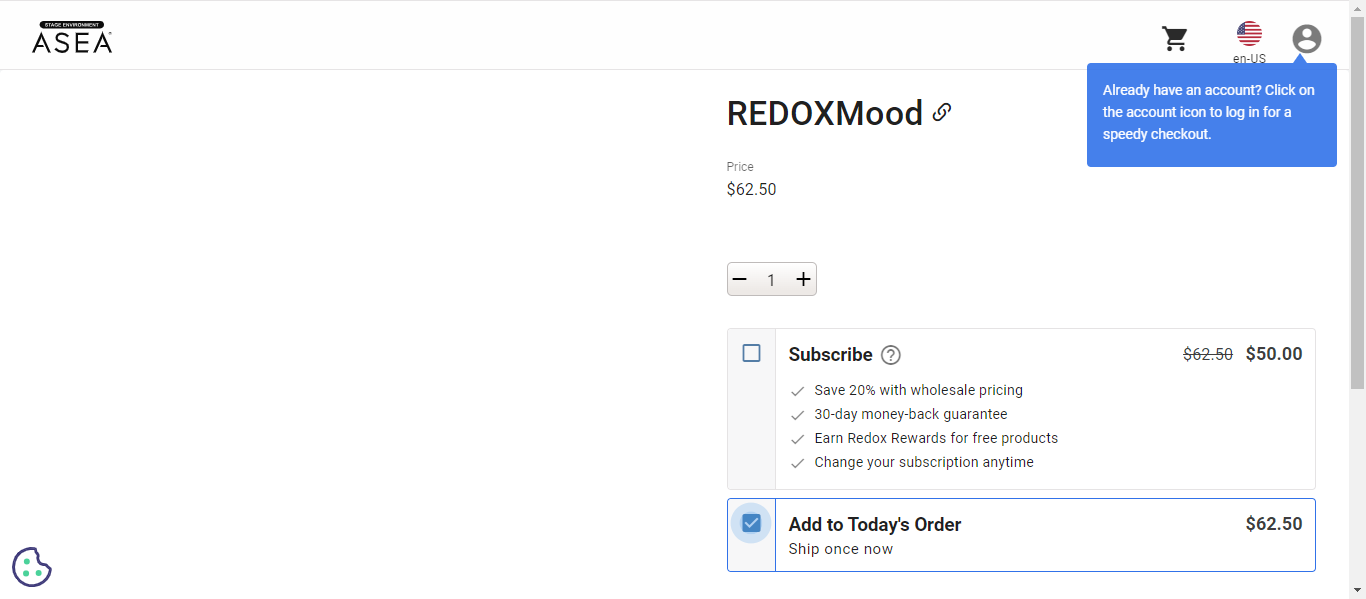 STAGE ENVIRONMENT
ASEA
en-US
Already have an account? Click on
the account icon to log in for a
speedy checkout.
REDOXMood
Price
$62.50
1
Subscribe ? $62.50 $50.00
Save 20% with wholesale pricing
30-day money-back guarantee
Earn Redox Rewards for free products
Change your subscription anytime
Add to Today's Order $62.50
Ship once now